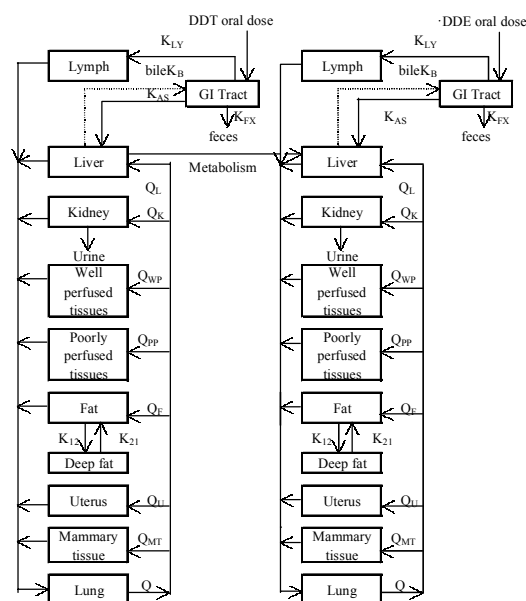 DDT oral dose
K_LY
Lymph
bileK_B
GI Tract
K_AS
K_FX
feces
Liver
Metabolism
Q_L
Kidney
Q_K
Urine
Well
perfused
tissues
Q_WP
Poorly
perfused
tissues
Q_PP
Fat
Q_F
K_12
K_21
Deep fat
Uterus
Q_U
Mammary
tissue
Q_MT
Lung
Q
·DDE oral dose
K_LY
Lymph
bileK_B
GI Tract
K_AS
K_FX
feces
Liver
Q_L
Kidney
Q_K
Urine
Well
perfused
tissues
Q_WP
Poorly
perfused
tissues
Q_PP
Fat
Q_F
K_12
K_21
Deep fat
Uterus
Q_U
Mammary
tissue
Q_MT
Lung
Q